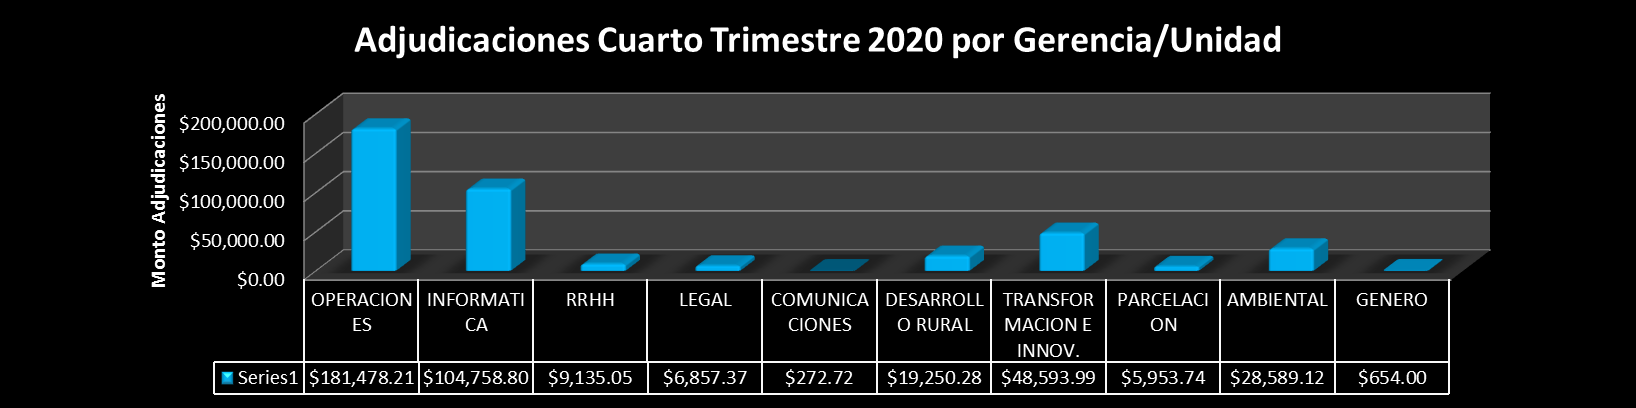 Adjudicaciones Cuarto Trimestre 2020 por Gerencia/Unidad
Monto Adjudicaciones
$200,000.00
$150,000.00
$100,000.00
$50,000.00
$0.00
OPERACION
ES
INFORMATI
CA
RRHH
LEGAL
COMUNICA
CIONES
DESARROLL
O RURAL
TRANSFOR
MACION E
INNOV.
PARCELACI
ON
AMBIENTAL
GENERO
Series1 $181,478.21 $104,758.80 $9,135.05 $6,857.37 $272.72 $19,250.28 $48,593.99 $5,953.74 $28,589.12 $654.00